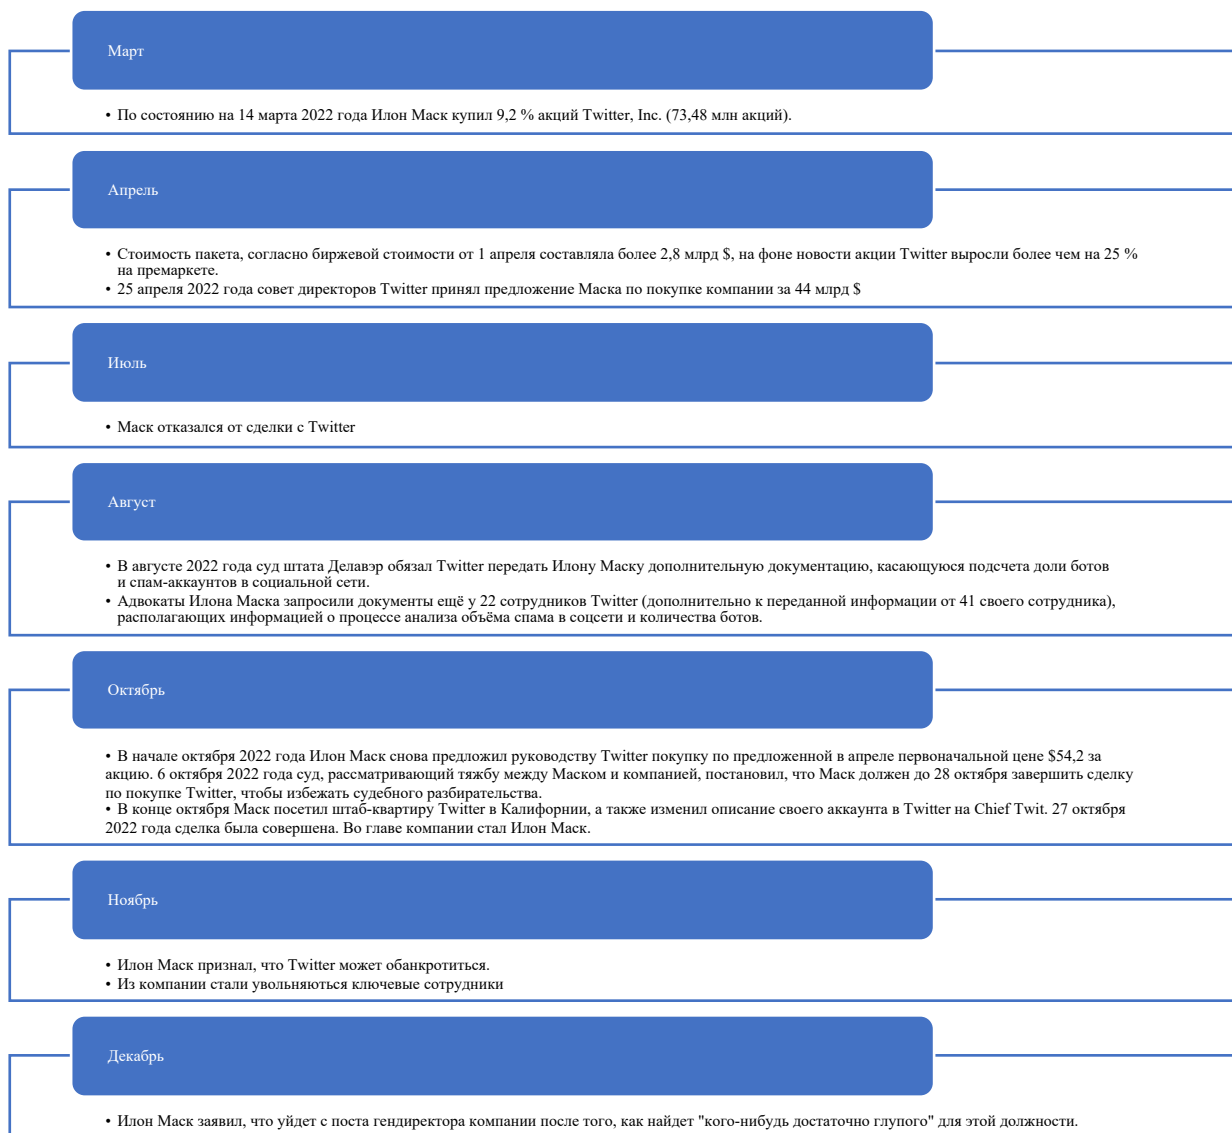 Март
• По состоянию на 14 марта 2022 года Илон Маск купил 9,2 % акций Twitter, Inc. (73,48 млн акций).
Апрель
• Стоимость пакета, согласно биржевой стоимости от 1 апреля составляла более 2,8 млрд $, на фоне новости акции Twitter выросли более чем на 25 %
на премаркете.
• 25 апреля 2022 года совет директоров Twitter принял предложение Маска по покупке компании за 44 млрд $
Июль
• Маск отказался от сделки с Twitter
Август
• В августе 2022 года суд штата Делавэр обязал Twitter передать Илону Маску дополнительную документацию, касающуюся подсчета доли ботов
и спам-аккаунтов в социальной сети.
• Адвокаты Илона Маска запросили документы ещё у 22 сотрудников Twitter (дополнительно к переданной информации от 41 своего сотрудника),
располагающих информацией о процессе анализа объёма спама в соцсети и количества ботов.
Октябрь
• В начале октября 2022 года Илон Маск снова предложил руководству Twitter покупку по предложенной в апреле первоначальной цене $54,2 за
акцию. 6 октября 2022 года суд, рассматривающий тяжбу между Маском и компанией, постановил, что Маск должен до 28 октября завершить сделку
по покупке Twitter, чтобы избежать судебного разбирательства.
• В конце октября Маск посетил штаб-квартиру Twitter в Калифорнии, а также изменил описание своего аккаунта в Twitter на Chief Twit. 27 октября
2022 года сделка была совершена. Во главе компании стал Илон Маск.
Ноябрь
• Илон Маск признал, что Twitter может обанкротиться.
• Из компании стали увольняються ключевые сотрудники
Декабрь
• Илон Маск заявил, что уйдет с поста гендиректора компании после того, как найдет "кого-нибудь достаточно глупого" для этой должности.